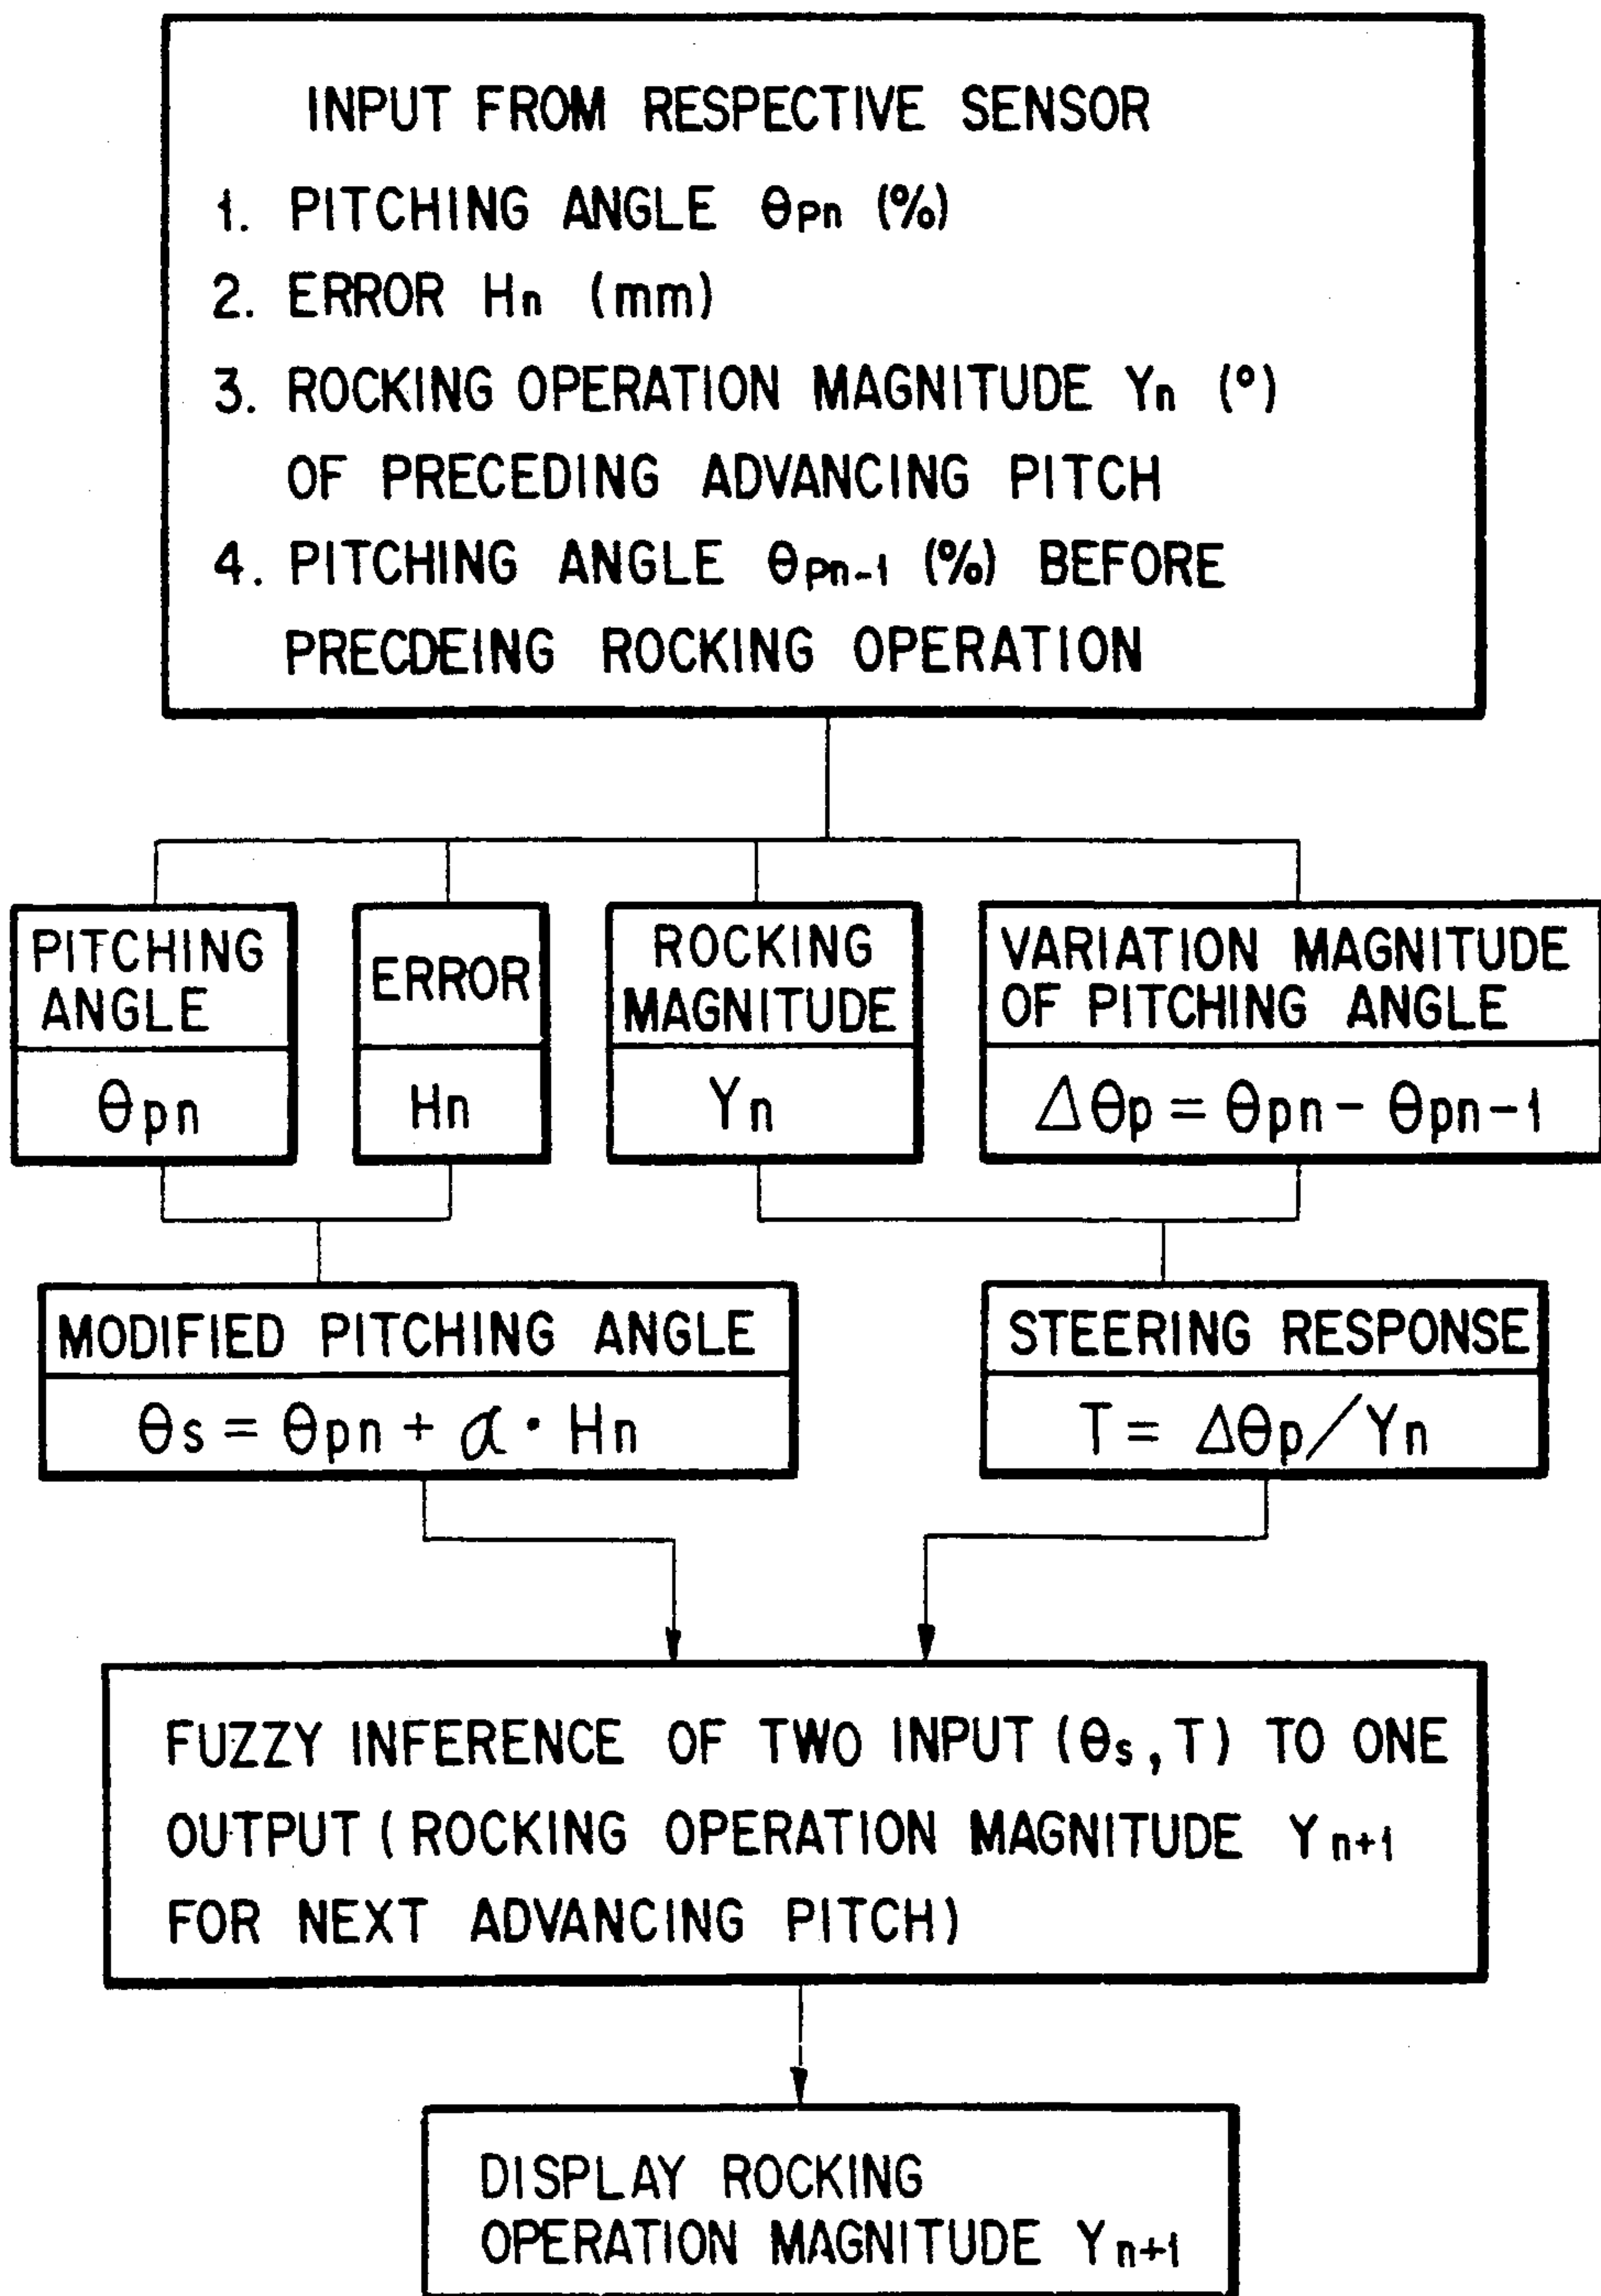 INPUT FROM RESPECTIVE SENSOR
1. PITCHING ANGLE θPn (%)
2. ERROR Hn (mm)
3. ROCKING OPERATION MAGNITUDE Yn (°)
OF PRECEDING ADVANCING PITCH
4. PITCHING ANGLE θPn-1 (%) BEFORE
PRECDEING ROCKING OPERATION
PITCHING
ANGLE
θpn
ERROR
Hn
ROCKING
MAGNITUDE
Yn
VARIATION MAGNITUDE
OF PITCHING ANGLE
Δθp = θpn - θpn-1
MODIFIED PITCHING ANGLE
θs = θpn + α · Hn
STEERING RESPONSE
T = Δθp/Yn
FUZZY INFERENCE OF TWO INPUT (θs, T) TO ONE
OUTPUT (ROCKING OPERATION MAGNITUDE Yn+1
FOR NEXT ADVANCING PITCH)
DISPLAY ROCKING
OPERATION MAGNITUDE Yn+1